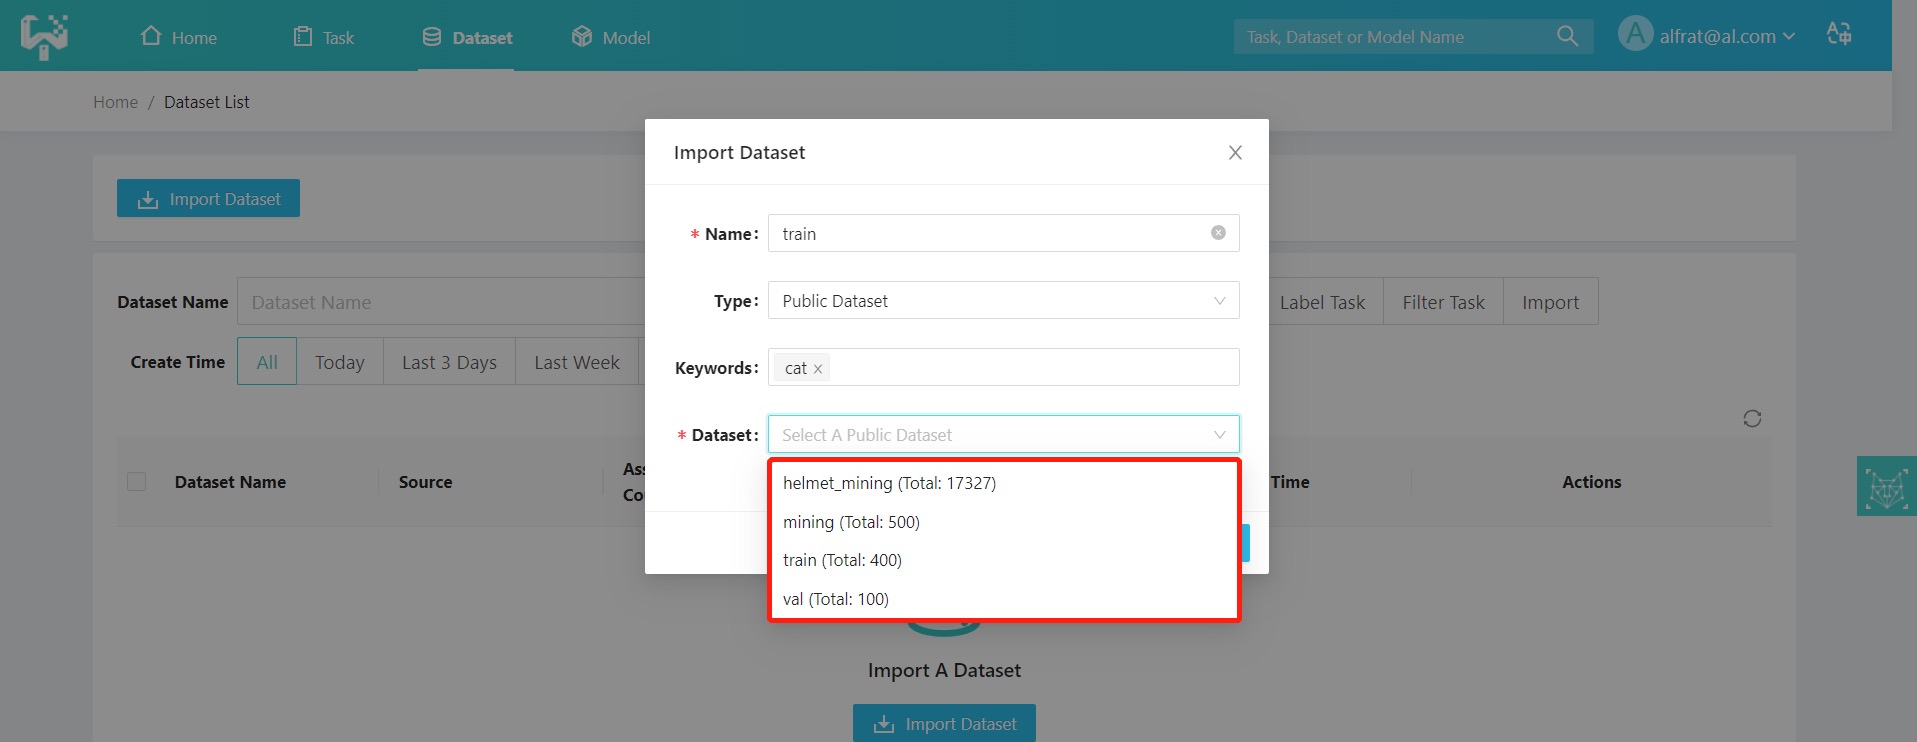 Home
Task
Dataset
Model
Task, Dataset or Model Name
A
alfrat@al.com
Home / Dataset List
Import Dataset
Import Dataset
* Name: train
Type: Public Dataset
Keywords: cat
* Dataset: Select A Public Dataset
helmet_mining (Total: 17327)
mining (Total: 500)
train (Total: 400)
val (Total: 100)
Dataset Name
Dataset Name
Label Task
Filter Task
Import
Create Time
All
Today
Last 3 Days
Last Week
Dataset Name
Source
Time
Actions
Import A Dataset
Import Dataset